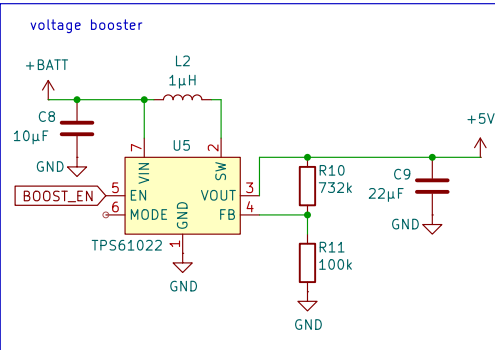 voltage booster
+BATT
L2
1µH
C8
10µF
GND
+5V
U5
7
2
VIN
SW
BOOST_EN
5
EN
VOUT
3
6
MODE
GND
FB
4
TPS61022
1
GND
R10
732k
C9
22µF
GND
R11
100k
GND